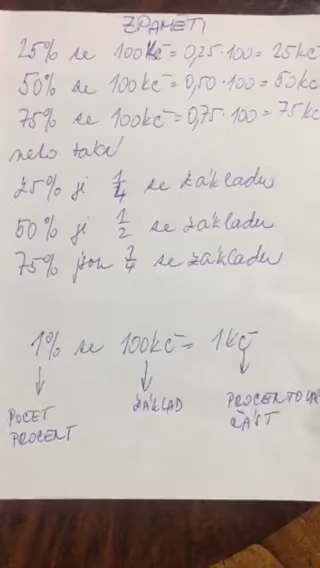 ZPAMĚTI
25% ze 100Kč = 0,25·100 = 25Kč
50% ze 100Kč = 0,50·100 = 50Kč
75% ze 100Kč = 0,75·100 = 75Kč
nebo také
25% je 1/4 ze základu
50% je 1/2 ze základu
75% jsou 3/4 ze základu
1% ze 100Kč = 1Kč
POČET PROCENT
ZÁKLAD
PROCENTOVÁ ČÁST